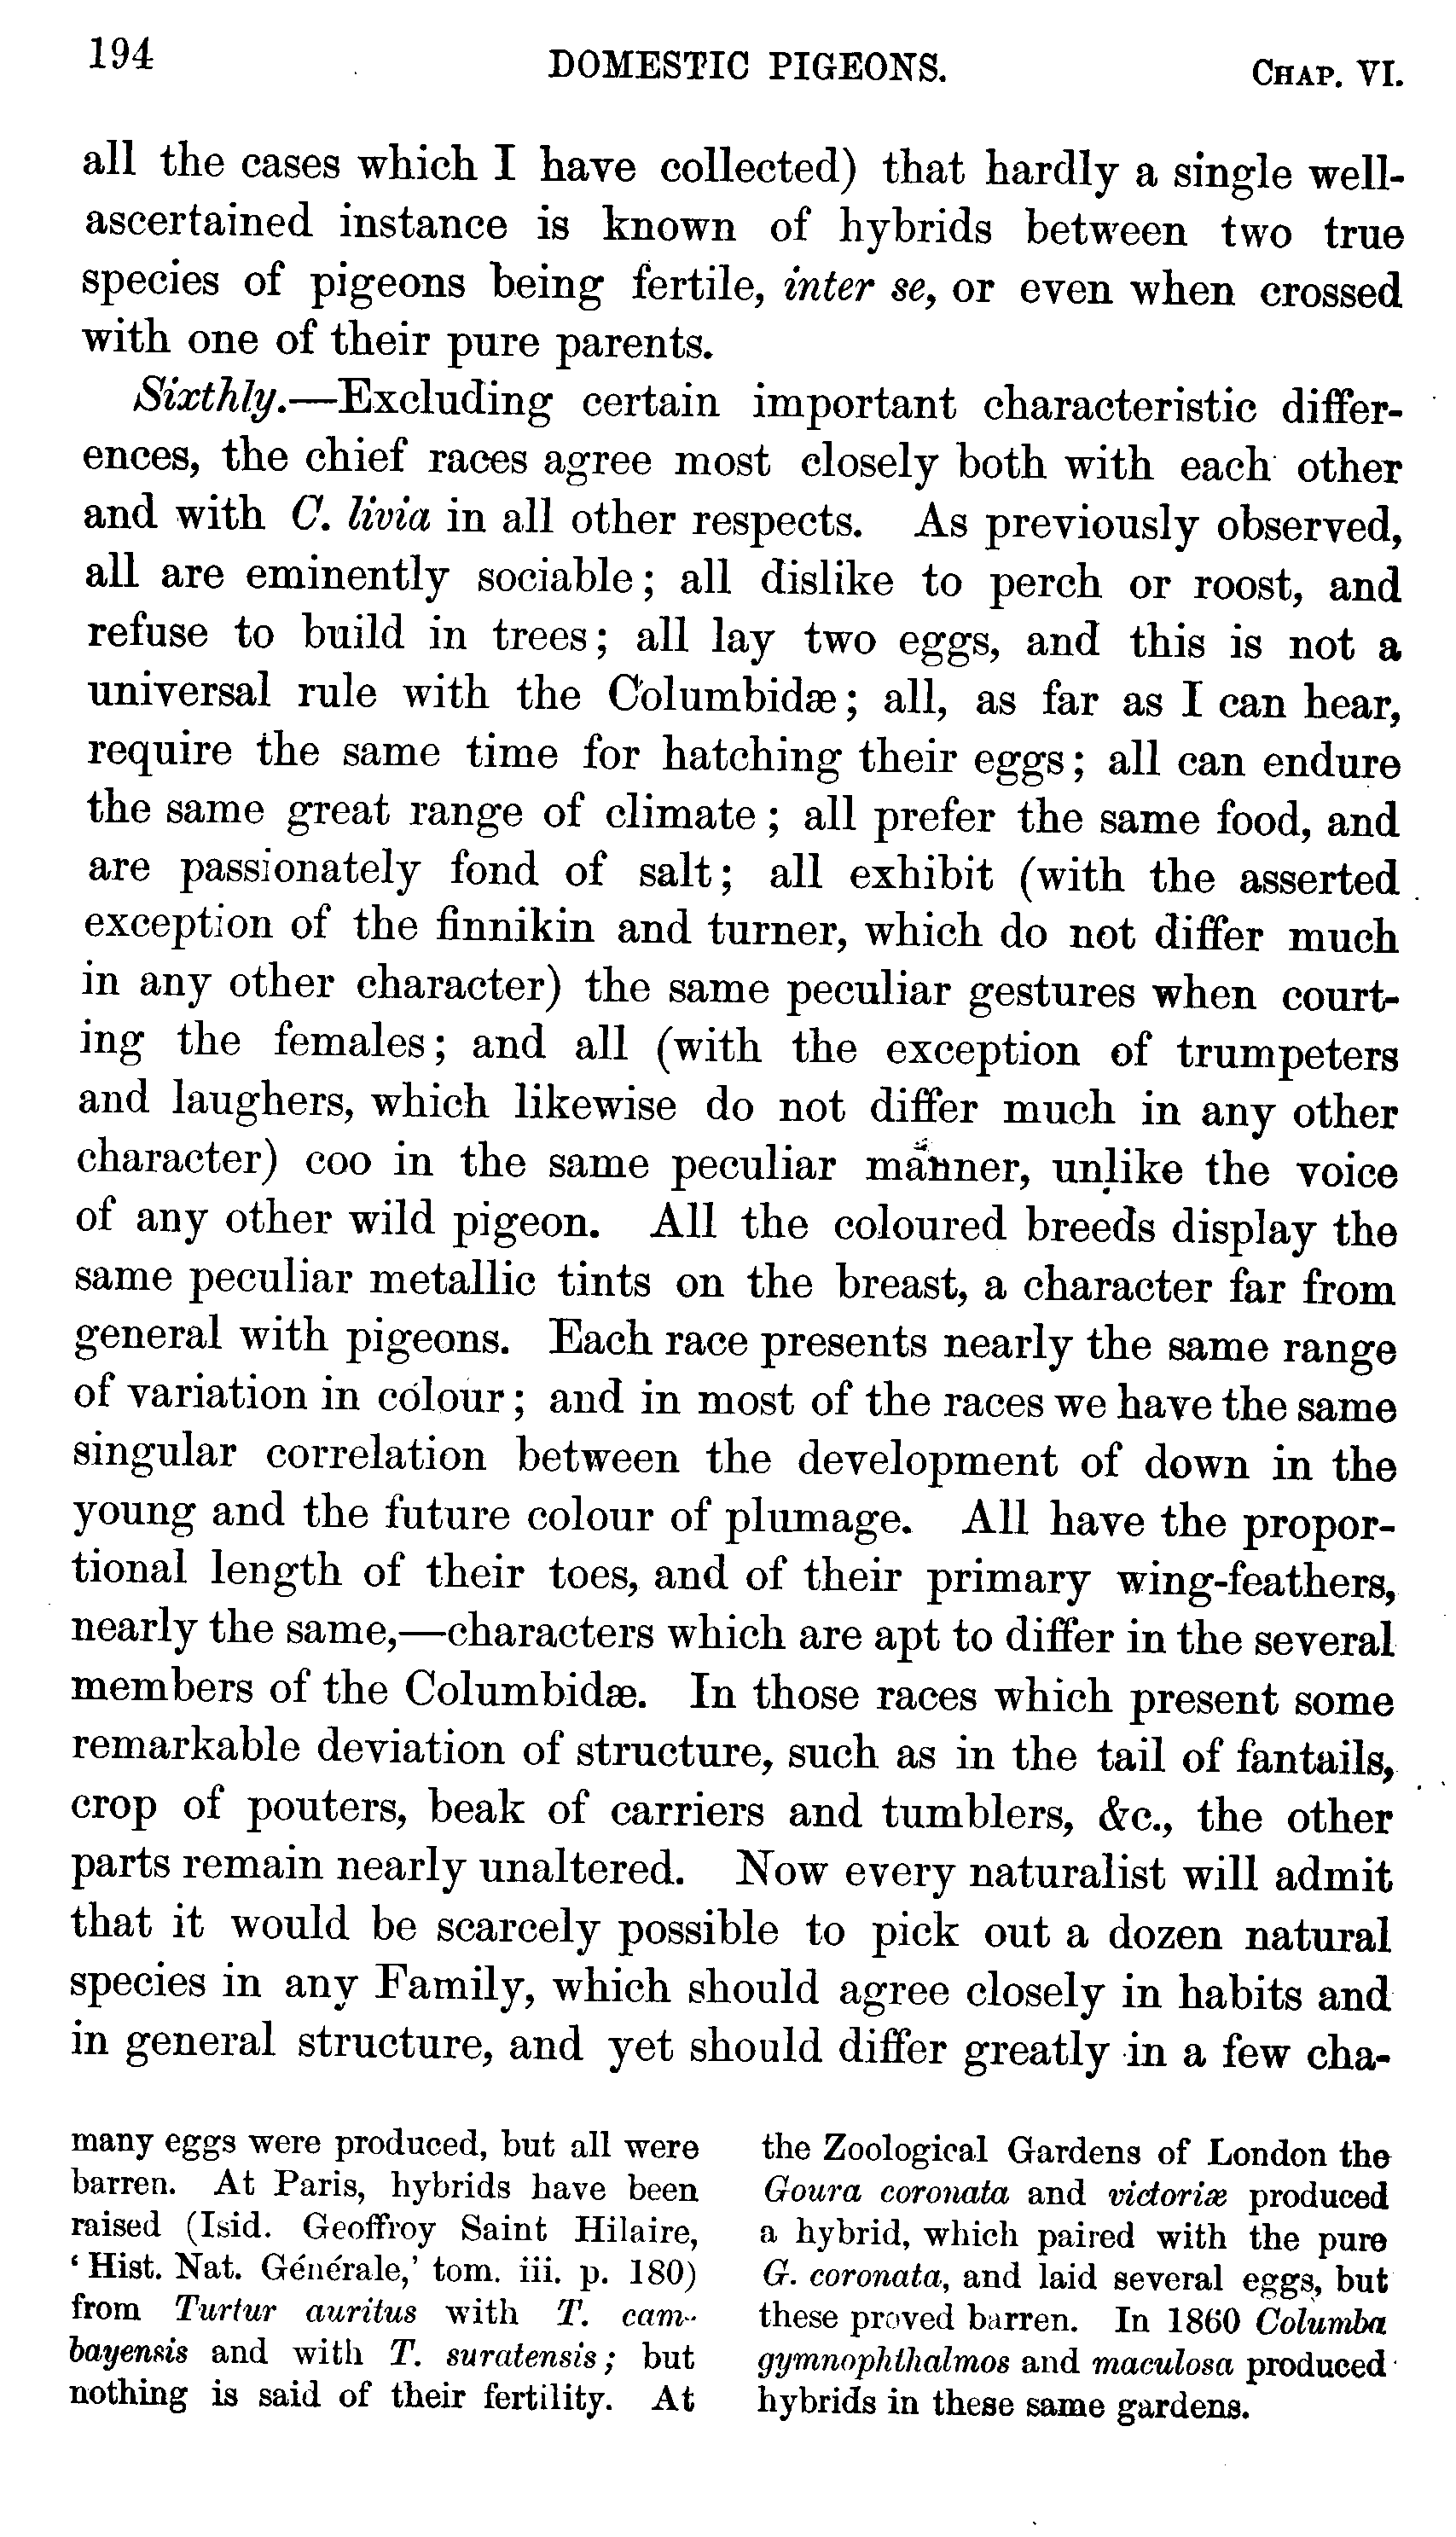 194
DOMESTIC PIGEONS.
CHAP. VI.
all the cases which I have collected) that hardly a single well-
ascertained instance is known of hybrids between two true
species of pigeons being fertile, inter se, or even when crossed
with one of their pure parents.
Sixthly.—Excluding certain important characteristic differ-
ences, the chief races agree most closely both with each other
and with C. livia in all other respects. As previously observed,
all are eminently sociable; all dislike to perch or roost, and
refuse to build in trees; all lay two eggs, and this is not a
universal rule with the Columbidæ; all, as far as I can hear,
require the same time for hatching their eggs; all can endure
the same great range of climate; all prefer the same food, and
are passionately fond of salt; all exhibit (with the asserted
exception of the finnikin and turner, which do not differ much
in any other character) the same peculiar gestures when court-
ing the females; and all (with the exception of trumpeters
and laughers, which likewise do not differ much in any other
character) coo in the same peculiar manner, unlike the voice
of any other wild pigeon. All the coloured breeds display the
same peculiar metallic tints on the breast, a character far from
general with pigeons. Each race presents nearly the same range
of variation in colour; and in most of the races we have the same
singular correlation between the development of down in the
young and the future colour of plumage. All have the propor-
tional length of their toes, and of their primary wing-feathers,
nearly the same,—characters which are apt to differ in the several
members of the Columbidæ. In those races which present some
remarkable deviation of structure, such as in the tail of fantails,
crop of pouters, beak of carriers and tumblers, &c., the other
parts remain nearly unaltered. Now every naturalist will admit
that it would be scarcely possible to pick out a dozen natural
species in any Family, which should agree closely in habits and
in general structure, and yet should differ greatly in a few cha-
many eggs were produced, but all were
barren. At Paris, hybrids have been
raised (Isid. Geoffroy Saint Hilaire,
‘Hist. Nat. Générale,’ tom. iii. p. 180)
from Turtur auritus with T. cam-
bayensis and with T. suratensis; but
nothing is said of their fertility. At
the Zoological Gardens of London the
Goura coronata and victoriæ produced
a hybrid, which paired with the pure
G. coronata, and laid several eggs, but
these proved barren. In 1860 Columba
gymnophthalmos and maculosa produced
hybrids in these same gardens.